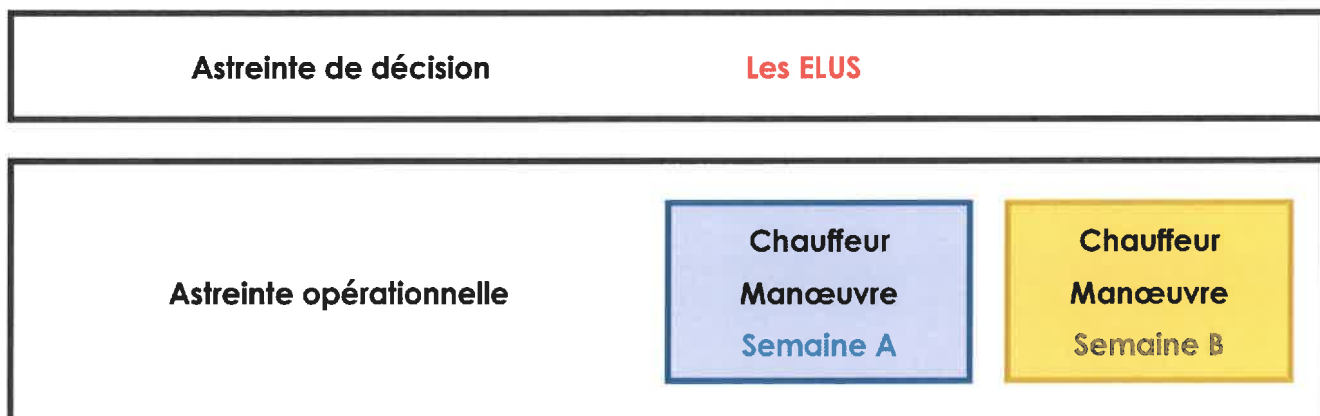 Astreinte de décision Les ELUS
Astreinte opérationnelle
Chauffeur
Manœuvre
Semaine A
Chauffeur
Manœuvre
Semaine B